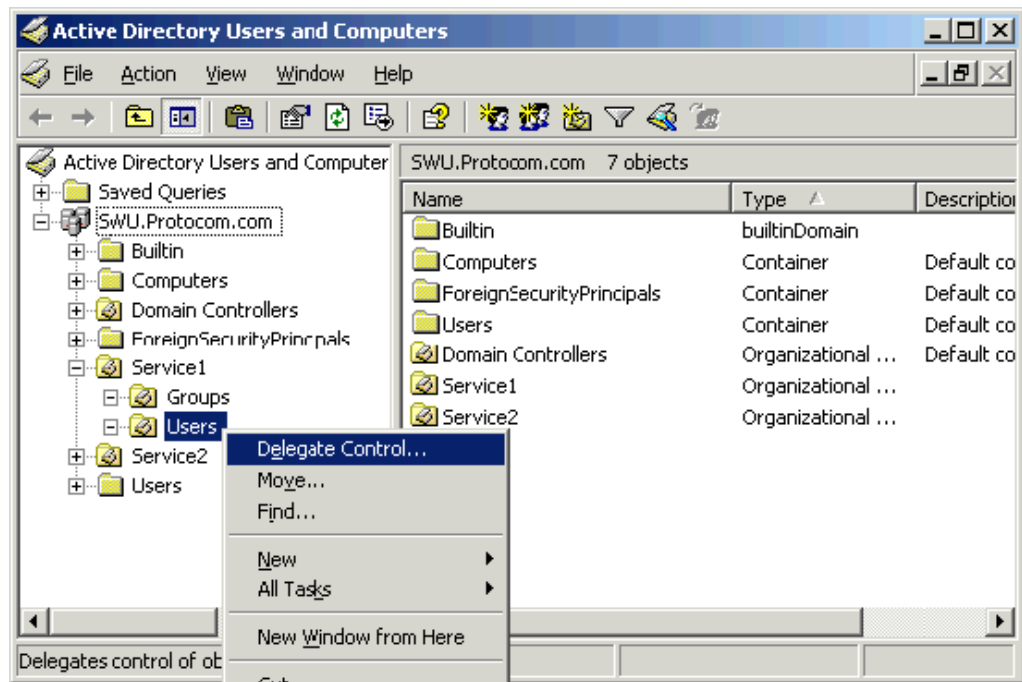 Active Directory Users and Computers
File Action View Window Help
Active Directory Users and Computer
Saved Queries
SWU.Protocom.com
Builtin
Computers
Domain Controllers
ForeignSecurityPrincpals
Service1
Groups
Users
Service2
Users
SWU.Protocom.com 7 objects
Name Type Description
Builtin builtinDomain
Computers Container Default co
ForeignSecurityPrincipals Container Default co
Users Container Default co
Domain Controllers Organizational ... Default co
Service1 Organizational ...
Service2 Organizational ...
Delegate Control...
Move...
Find...
New
All Tasks
New Window from Here
Cut
Delegates control of ob